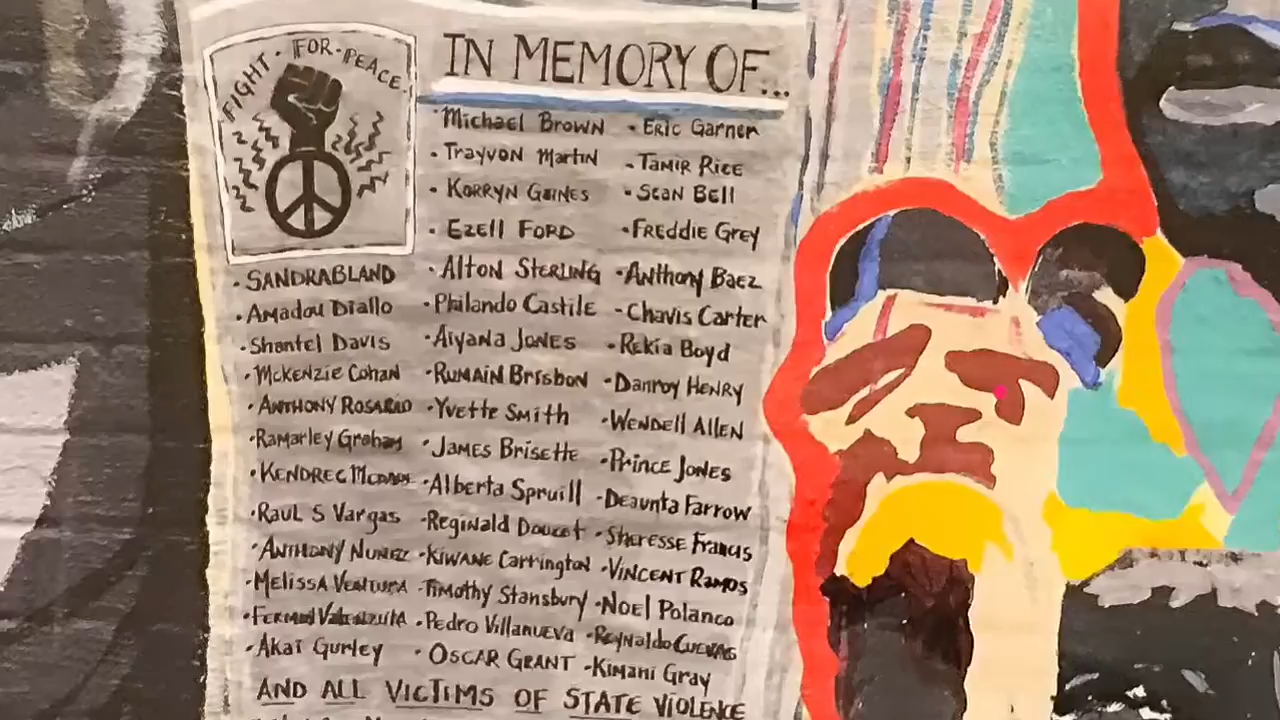 FIGHT · FOR · PEACE.
IN MEMORY OF...
· Michael Brown · Eric Garner
· Trayvon Martin · Tamir Rice
· Korryn Gaines · Sean Bell
· Ezell Ford · Freddie Grey
· SANDRABLAND · Alton Sterling · Anthony Baez
· Amadou Diallo · Philando Castile - Chavis Carter
· Shantel Davis · Aiyana Jones · Rekia Boyd
· McKenzie Cohan · Rumain Brisbon · Danroy Henry
· Anthony Rosario · Yvette Smith · Wendell Allen
· Ramarley Graham · James Brisette · Prince Jones
· Kendrec · Alberta Spruill · Deaunta Farrow
· Raul S Vargas · Reginald Doucet · Sheresse Francis
· Anthony Nunez · Kiwane Carrington · Vincent Ramos
· Melissa Ventura · Timothy Stansbury · Noel Polanco
· Pedro Villanueva · Reynaldo Cuevas
· Akai Gurley · Oscar Grant · Kimani Gray
AND ALL VICTIMS OF STATE VIOLENCE